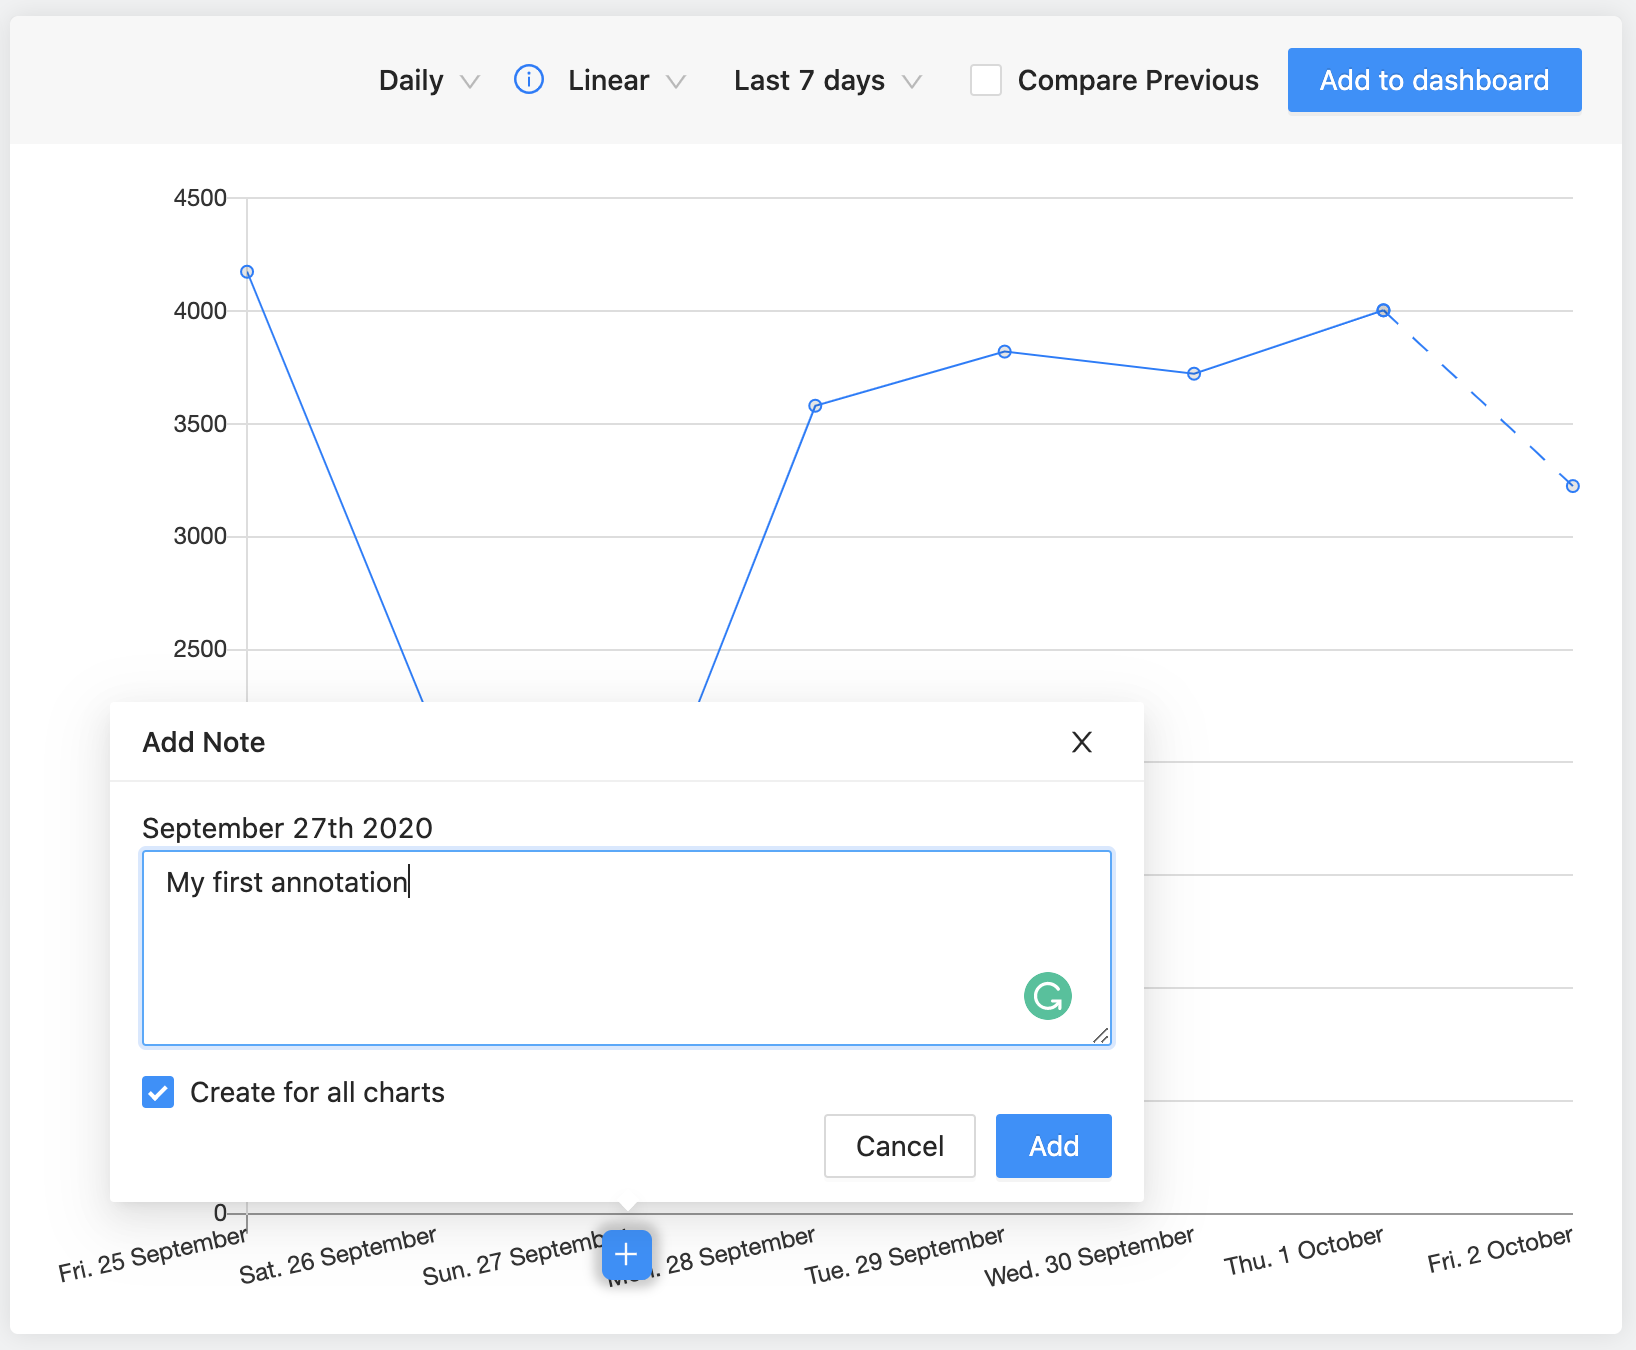 Daily Linear Last 7 days Compare Previous Add to dashboard
4500
4000
3500
3000
2500
Add Note X
September 27th 2020
My first annotation
Create for all charts
Cancel Add
0
Fri. 25 September Sat. 26 September Sun. 27 Septemb 28 September Tue. 29 September Wed. 30 September Thu. 1 October Fri. 2 October